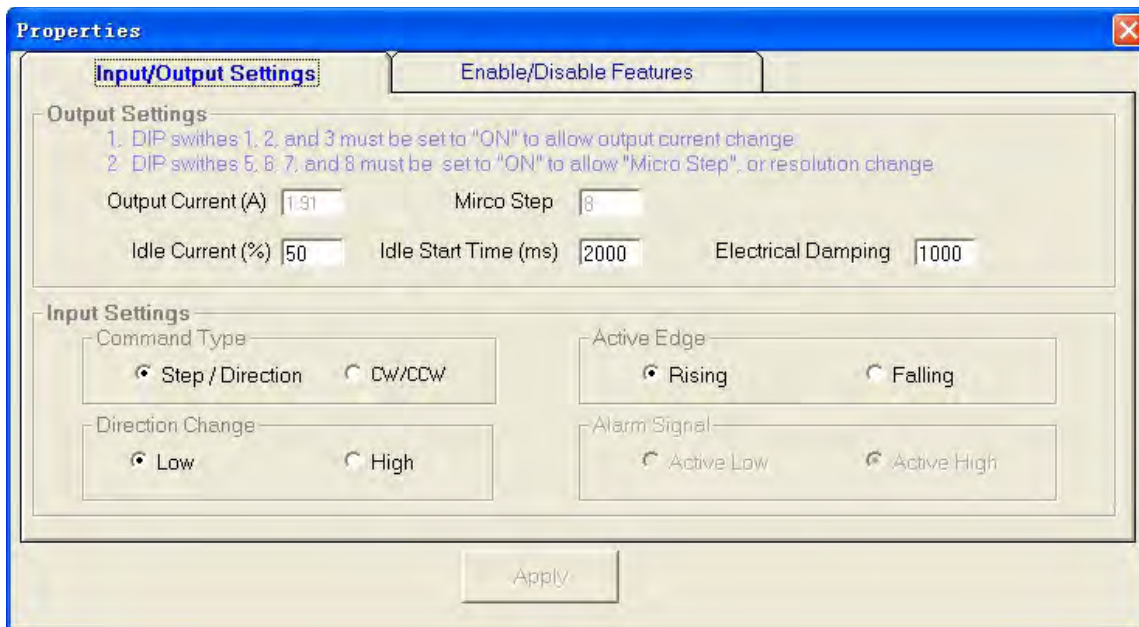 Properties
Input/Output Settings Enable/Disable Features
Output Settings
1. DIP swithes 1, 2, and 3 must be set to "ON" to allow output current change
2 DIP swithes 5, 6, 7, and 8 must be set to "ON" to allow "Micro Step", or resolution change
Output Current (A) 1.91 Mirco Step 8
Idle Current (%) 50 Idle Start Time (ms) 2000 Electrical Damping 1000
Input Settings
Command Type Active Edge
Step / Direction CW/CCW Rising Falling
Direction Change Alarm Signal
Low High Active Low Active High
Apply